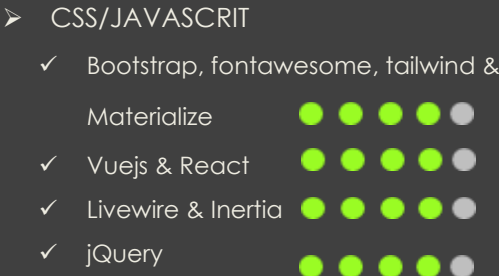 CSS/JAVASCRIT
Bootstrap, fontawesome, tailwind &
Materialize
Vuejs & React
Livewire & Inertia
jQuery